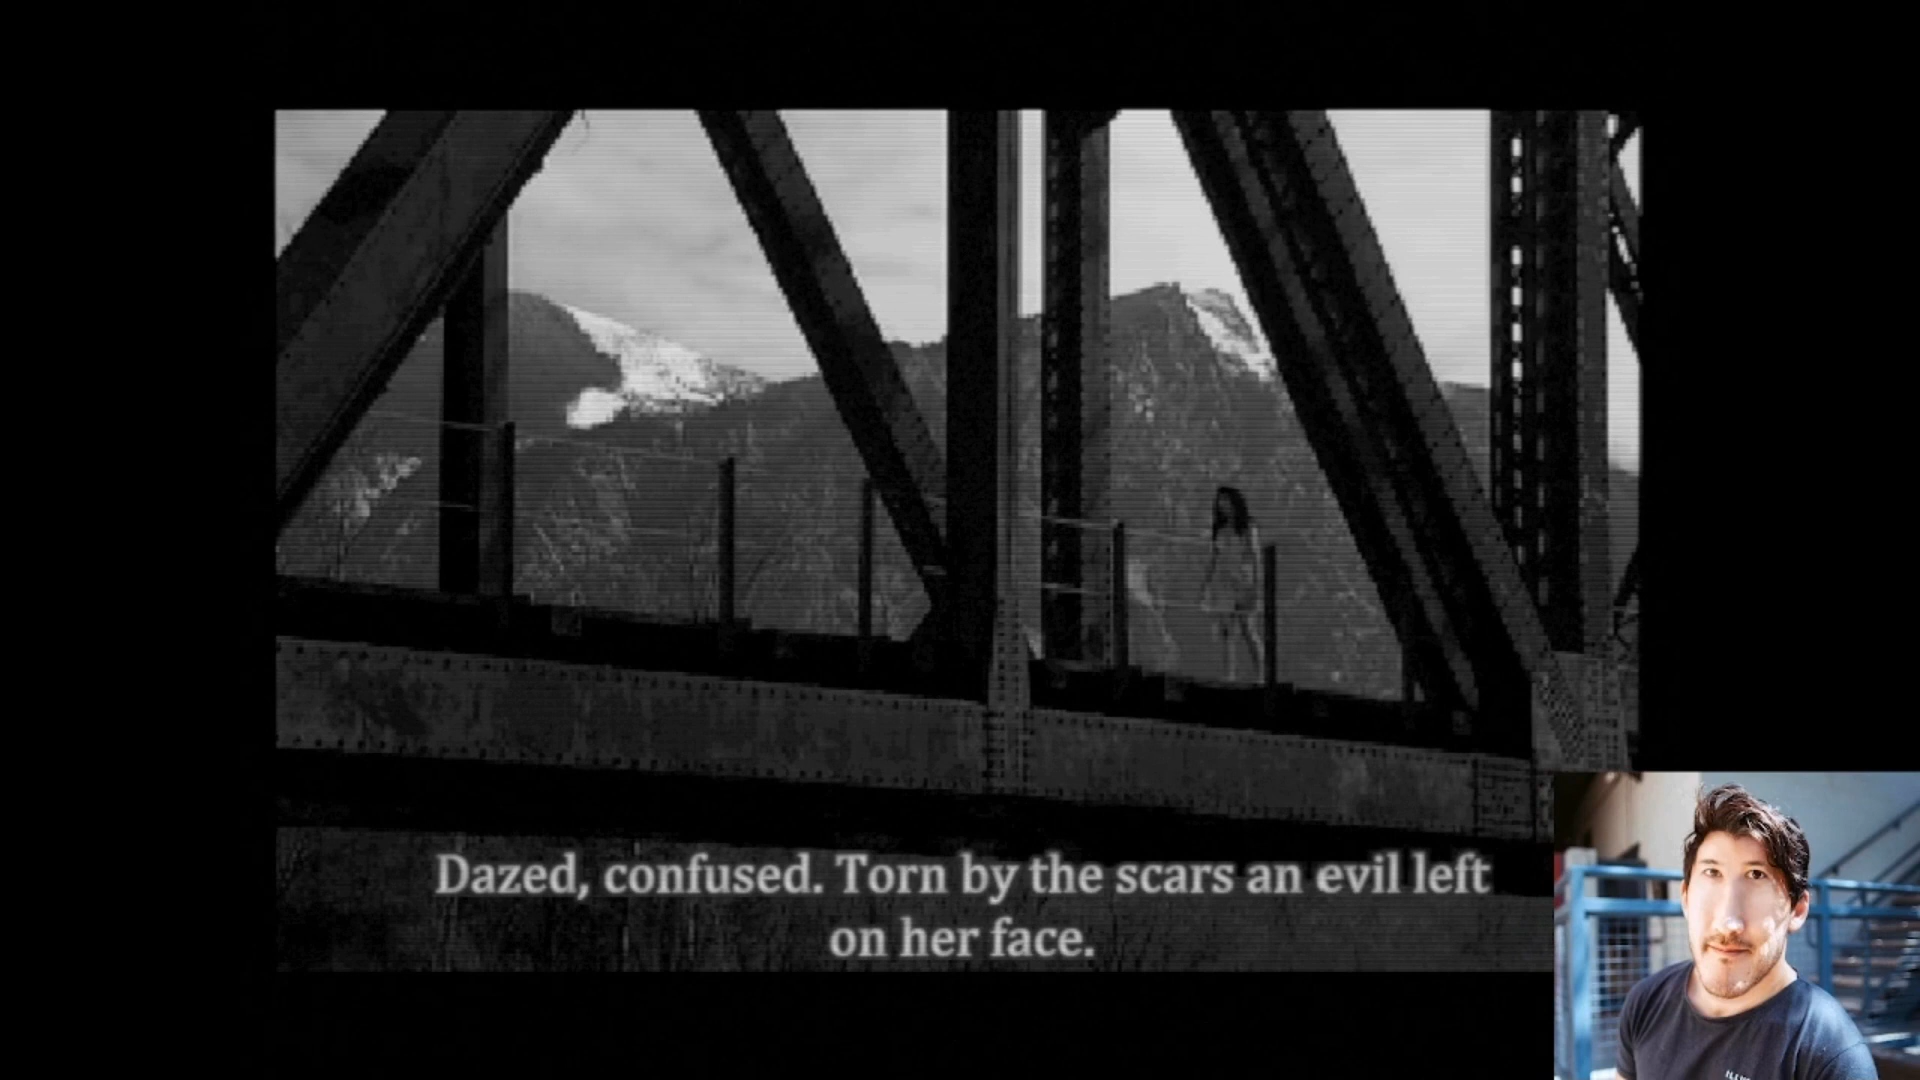 Dazed, confused. Torn by the scars an evil left
on her face.